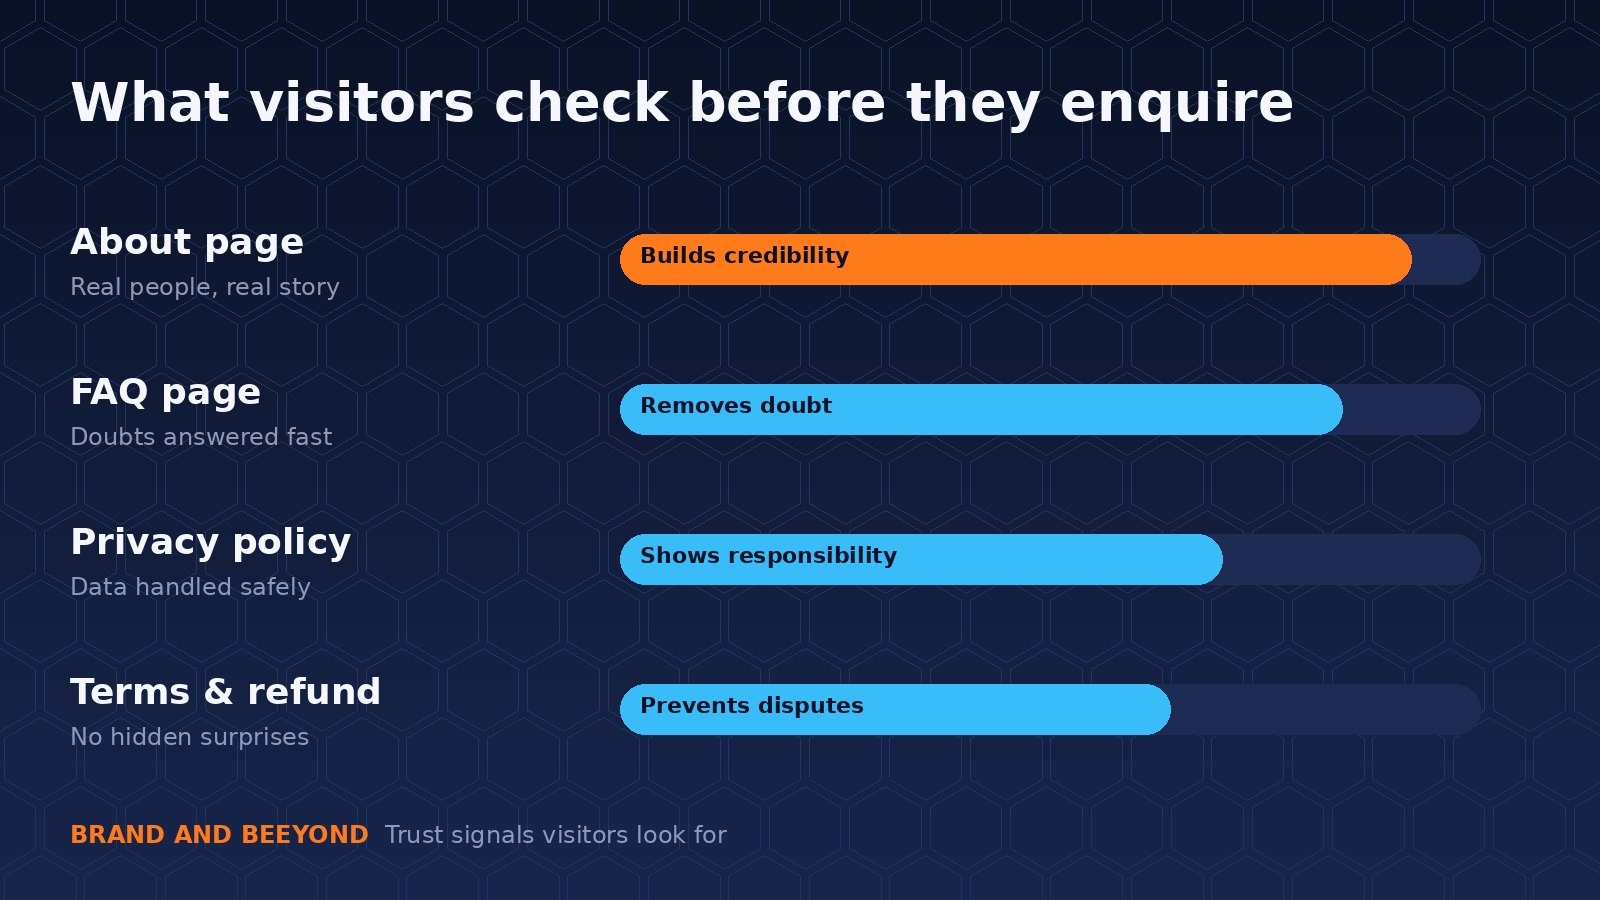 What visitors check before they enquire
About page
Real people, real story
Builds credibility
FAQ page
Doubts answered fast
Removes doubt
Privacy policy
Data handled safely
Shows responsibility
Terms & refund
No hidden surprises
Prevents disputes
BRAND AND BEEYOND Trust signals visitors look for